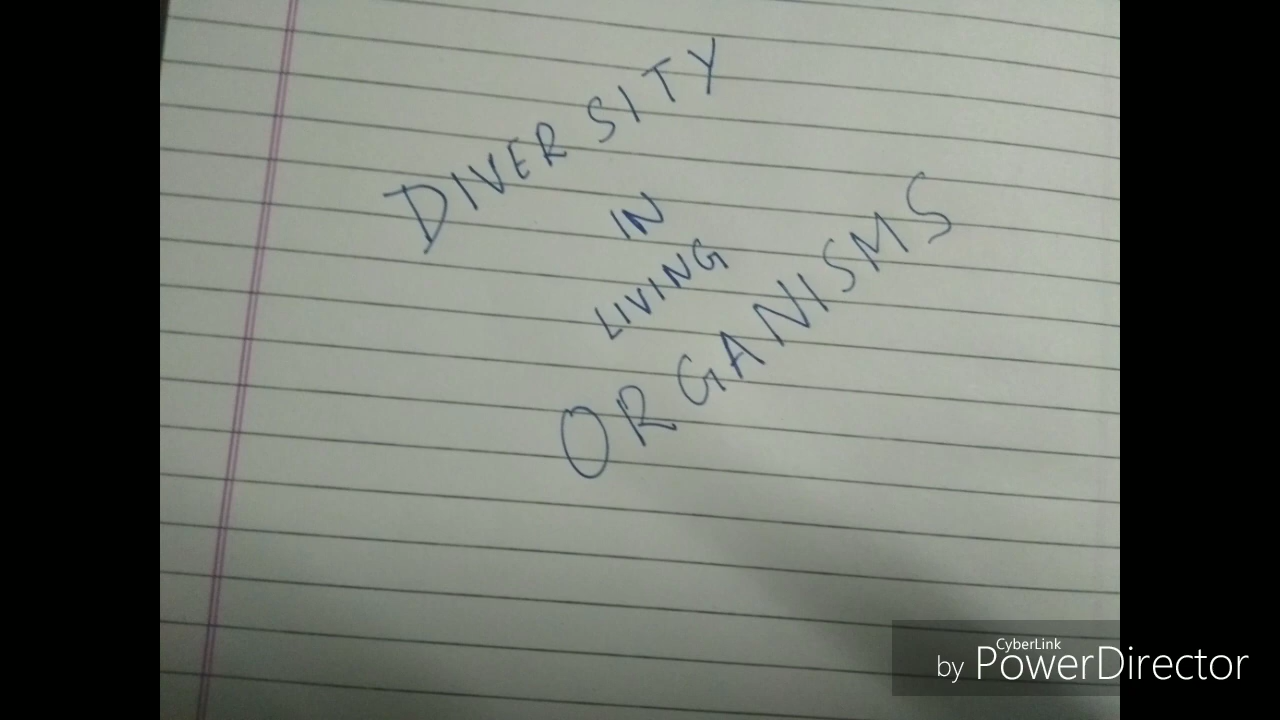 DIVERSITY
IN
LIVING
ORGANISMS
CyberLink
by PowerDirector